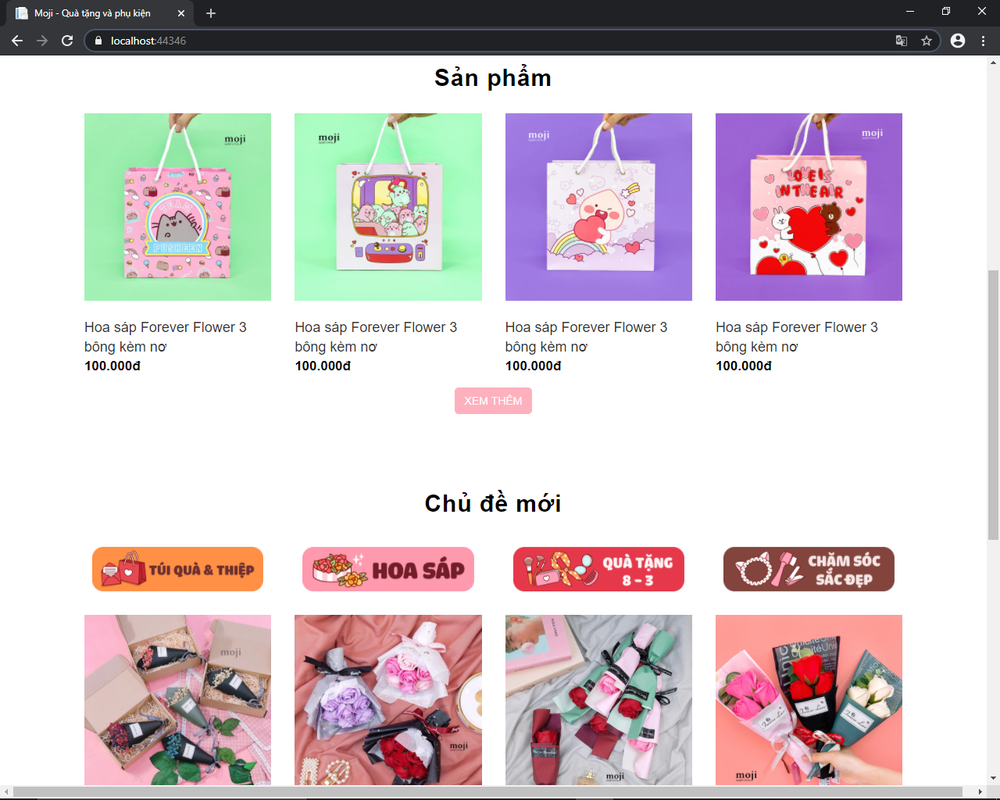 Moji - Quà tặng và phụ kiện
localhost:44346
Sản phẩm
moji
moji
moji
moji
TEAM
PUSHEEN
LOVE IS
IN THE AIR
Hoa sáp Forever Flower 3
bông kèm nơ
100.000đ
Hoa sáp Forever Flower 3
bông kèm nơ
100.000đ
Hoa sáp Forever Flower 3
bông kèm nơ
100.000đ
Hoa sáp Forever Flower 3
bông kèm nơ
100.000đ
XEM THÊM
Chủ đề mới
TÚI QUÀ & THIỆP
HOA SÁP
QUÀ TẶNG
8 - 3
CHĂM SÓC
SẮC ĐẸP
moji
moji
moji
moji